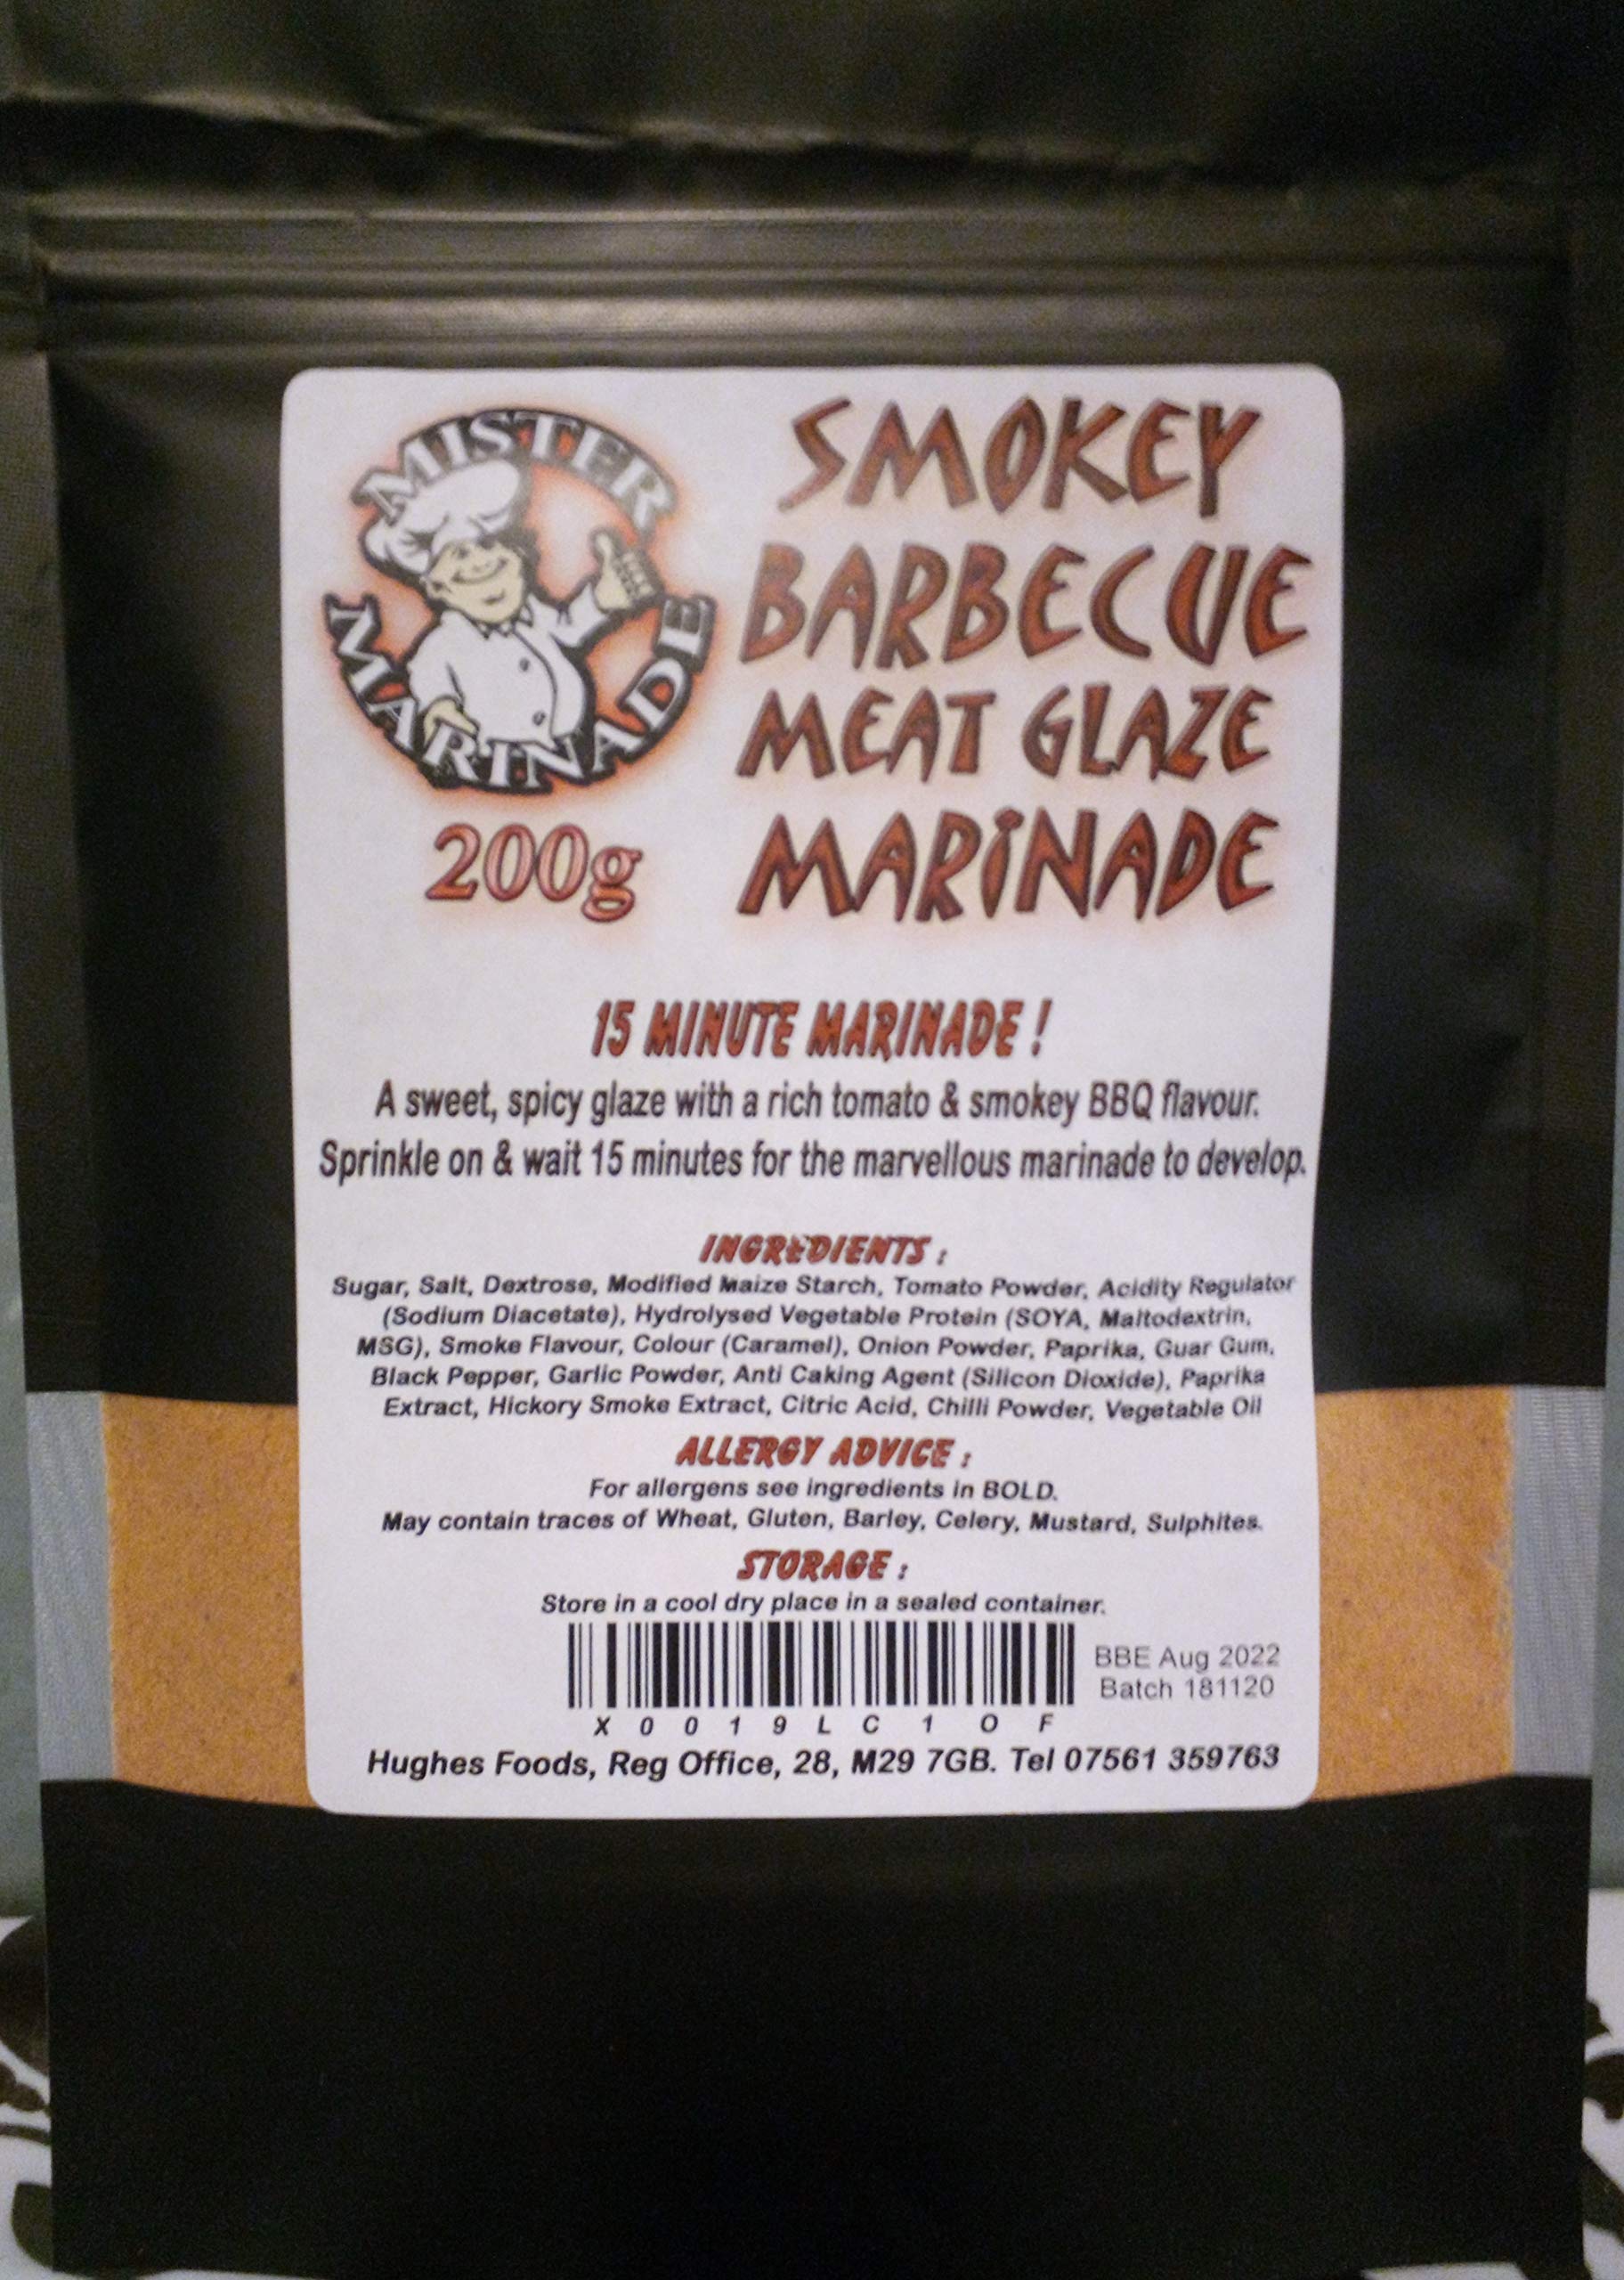 MISTER
MARINADE
200g
SMOKEY
BARBECUE
MEAT GLAZE
MARINADE
15 MINUTE MARINADE !
A sweet, spicy glaze with a rich tomato & smokey BBQ flavour.
Sprinkle on & wait 15 minutes for the marvellous marinade to develop.
INGREDIENTS :
Sugar, Salt, Dextrose, Modified Maize Starch, Tomato Powder, Acidity Regulator
(Sodium Diacetate), Hydrolysed Vegetable Protein (SOYA, Maltodextrin,
MSG), Smoke Flavour, Colour (Caramel), Onion Powder, Paprika, Guar Gum,
Black Pepper, Garlic Powder, Anti Caking Agent (Silicon Dioxide), Paprika
Extract, Hickory Smoke Extract, Citric Acid, Chilli Powder, Vegetable Oil
ALLERGY ADVICE :
For allergens see ingredients in BOLD.
May contain traces of Wheat, Gluten, Barley, Celery, Mustard, Sulphites.
STORAGE :
Store in a cool dry place in a sealed container.
BBE Aug 2022
Batch 181120
X 0 0 1 9 L C 1 O F
Hughes Foods, Reg Office, 28, M29 7GB. Tel 07561 359763